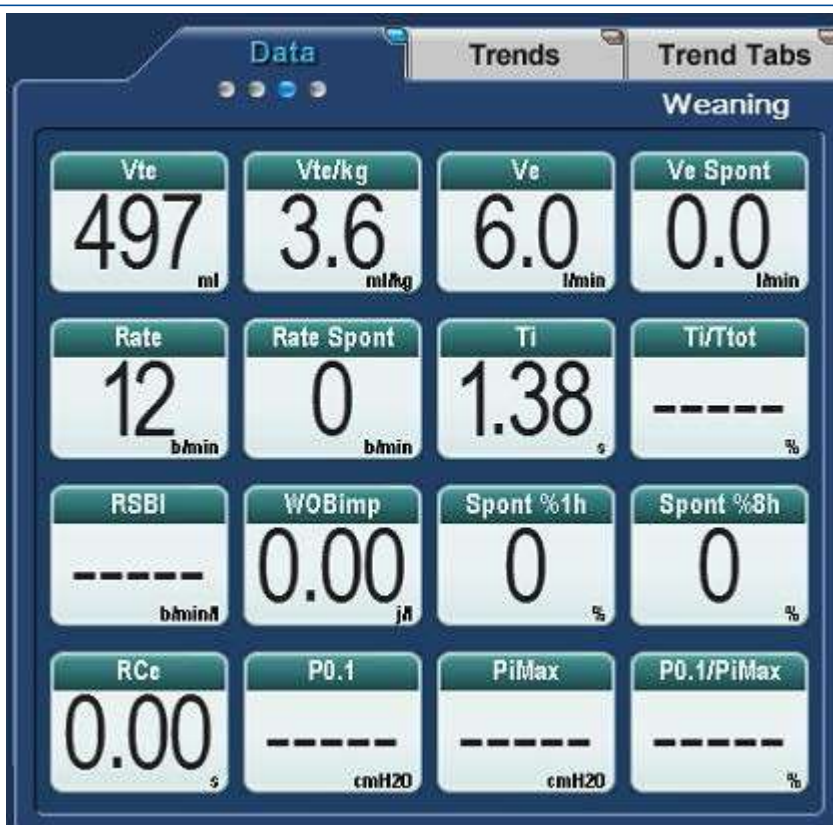 Data Trends Trend Tabs
Weaning
Vte Vte/kg Ve Ve Spont
497 3.6 6.0 0.0
ml ml/kg l/min l/min
Rate Rate Spont Ti Ti/Ttot
12 0 1.38 -----
b/min b/min s %
RSBI WOBimp Spont %1h Spont %8h
----- 0.00 0 0
b/min/l j/l % %
RCe P0.1 PiMax P0.1/PiMax
0.00 ----- ----- -----
s cmH2O cmH2O %